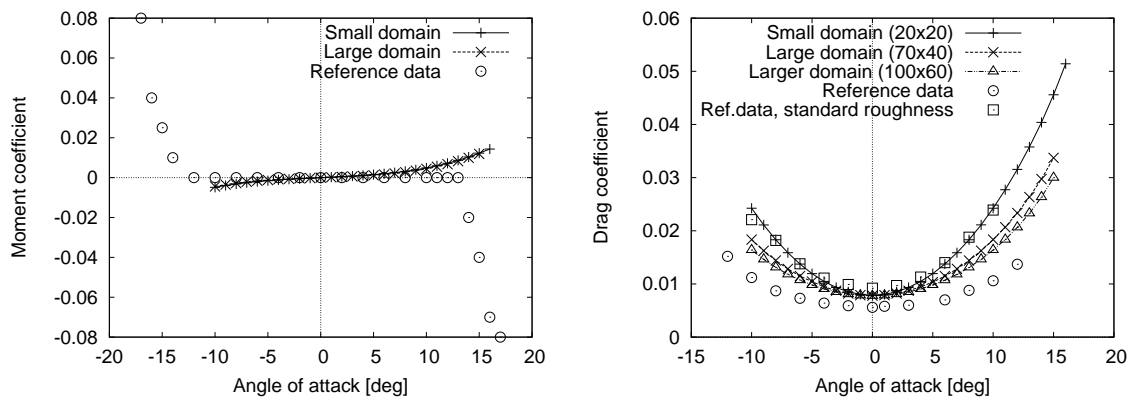 0.08
0.06
0.04
0.02
0
-0.02
-0.04
-0.06
-0.08
-20
-15
-10
-5
0
5
10
15
20
Moment coefficient
Angle of attack [deg]
Small domain
Large domain
Reference data
0.06
0.05
0.04
0.03
0.02
0.01
0
-15
-10
-5
0
5
10
15
20
Drag coefficient
Angle of attack [deg]
Small domain (20x20)
Large domain (70x40)
Larger domain (100x60)
Reference data
Ref.data, standard roughness